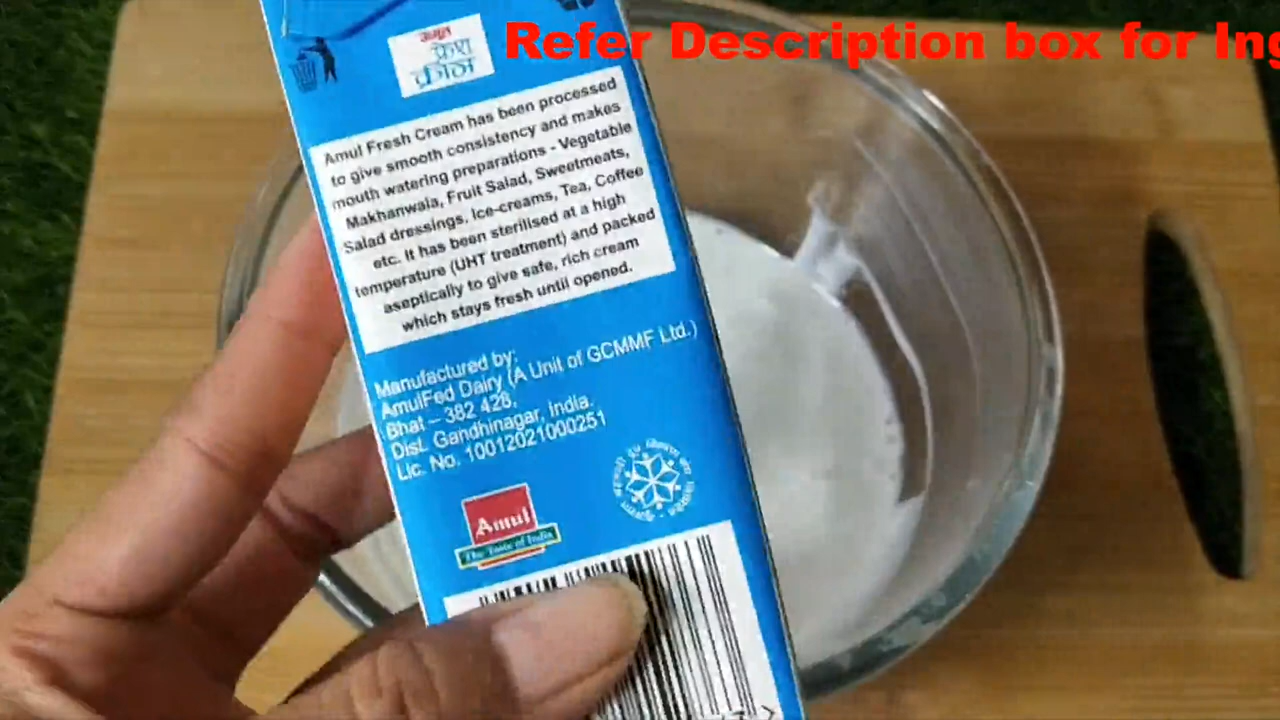 Refer Description box for Ing
अमूल
फ्रेश
क्रीम
Amul Fresh Cream has been processed
to give smooth consistency and makes
mouth watering preparations - Vegetable
Makhanwala, Fruit Salad, Sweetmeats,
Salad dressings, Ice-creams, Tea, Coffee
etc. It has been sterilised at a high
temperature (UHT treatment) and packed
aseptically to give safe, rich cream
which stays fresh until opened.
Manufactured by:
AmulFed Dairy (A Unit of GCMMF Ltd.)
Bhat – 382 428,
Dist. Gandhinagar, India.
Lic. No. 10012021000251
Amul
The Taste of India